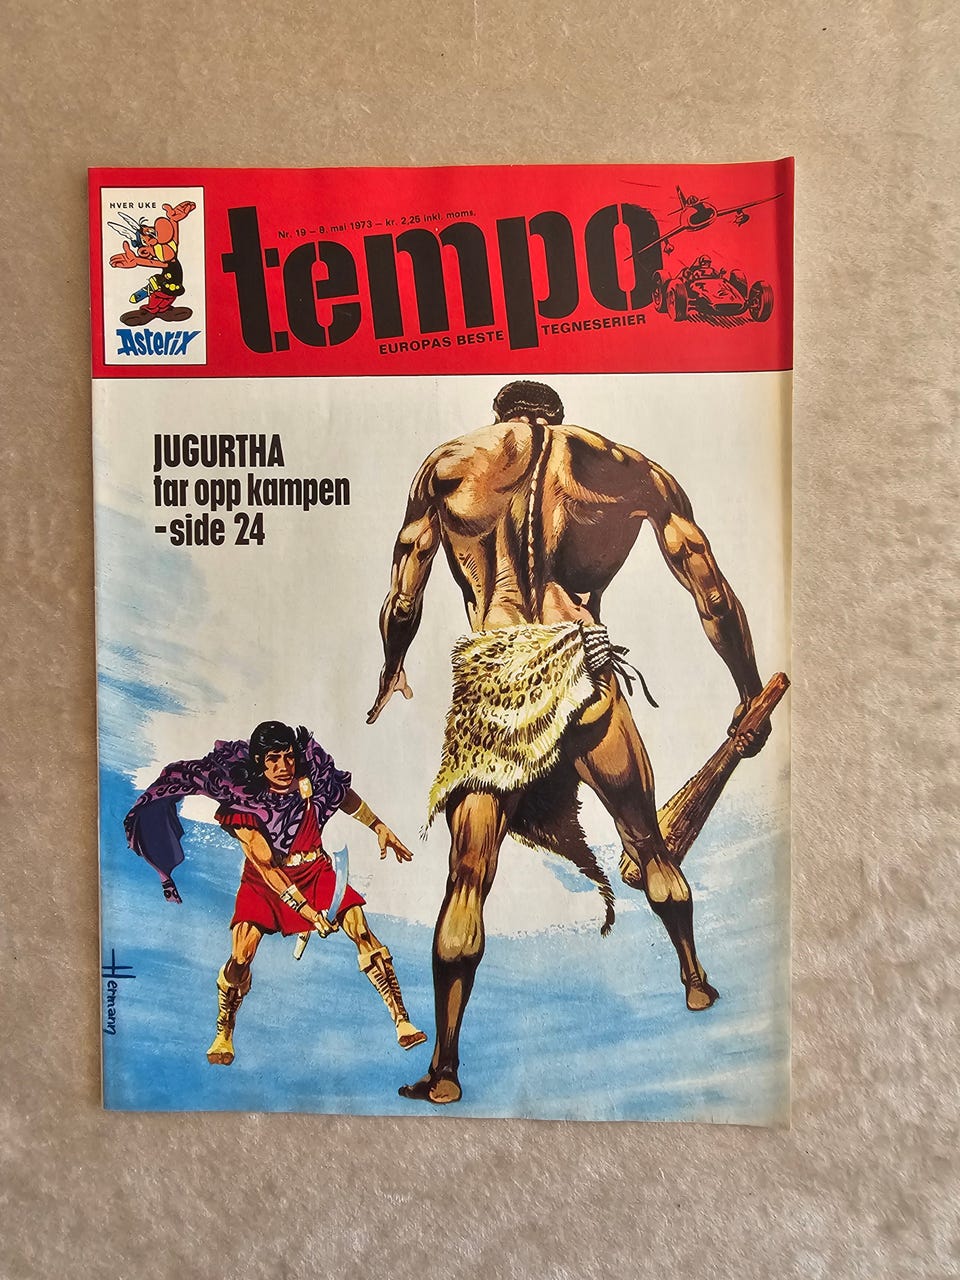 HVER UKE
Asterix
Nr. 19 – 9. mai 1973 – kr. 2,25 inkl. moms.
tempo
EUROPAS BESTE TEGNESERIER
JUGURTHA
tar opp kampen
-side 24
Hermann